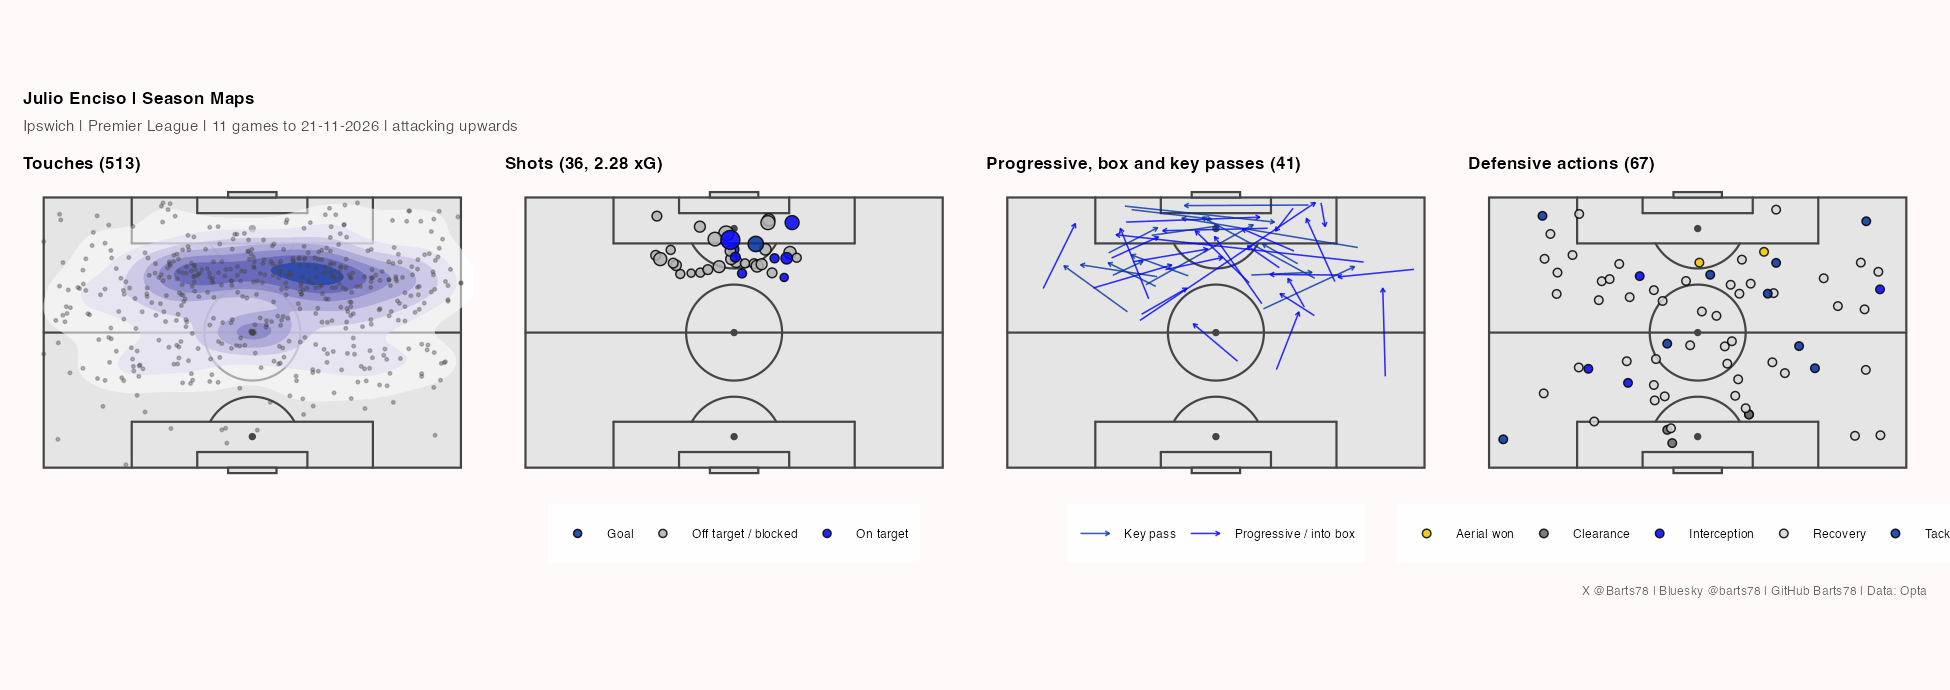 Julio Enciso | Season Maps
Ipswich | Premier League | 11 games to 21-11-2026 | attacking upwards
Touches (513)
Shots (36, 2.28 xG)
Progressive, box and key passes (41)
Defensive actions (67)
Goal
Off target / blocked
On target
Key pass
Progressive / into box
Aerial won
Clearance
Interception
Recovery
Tack
X @Barts78 | Bluesky @barts78 | GitHub Barts78 | Data: Opta